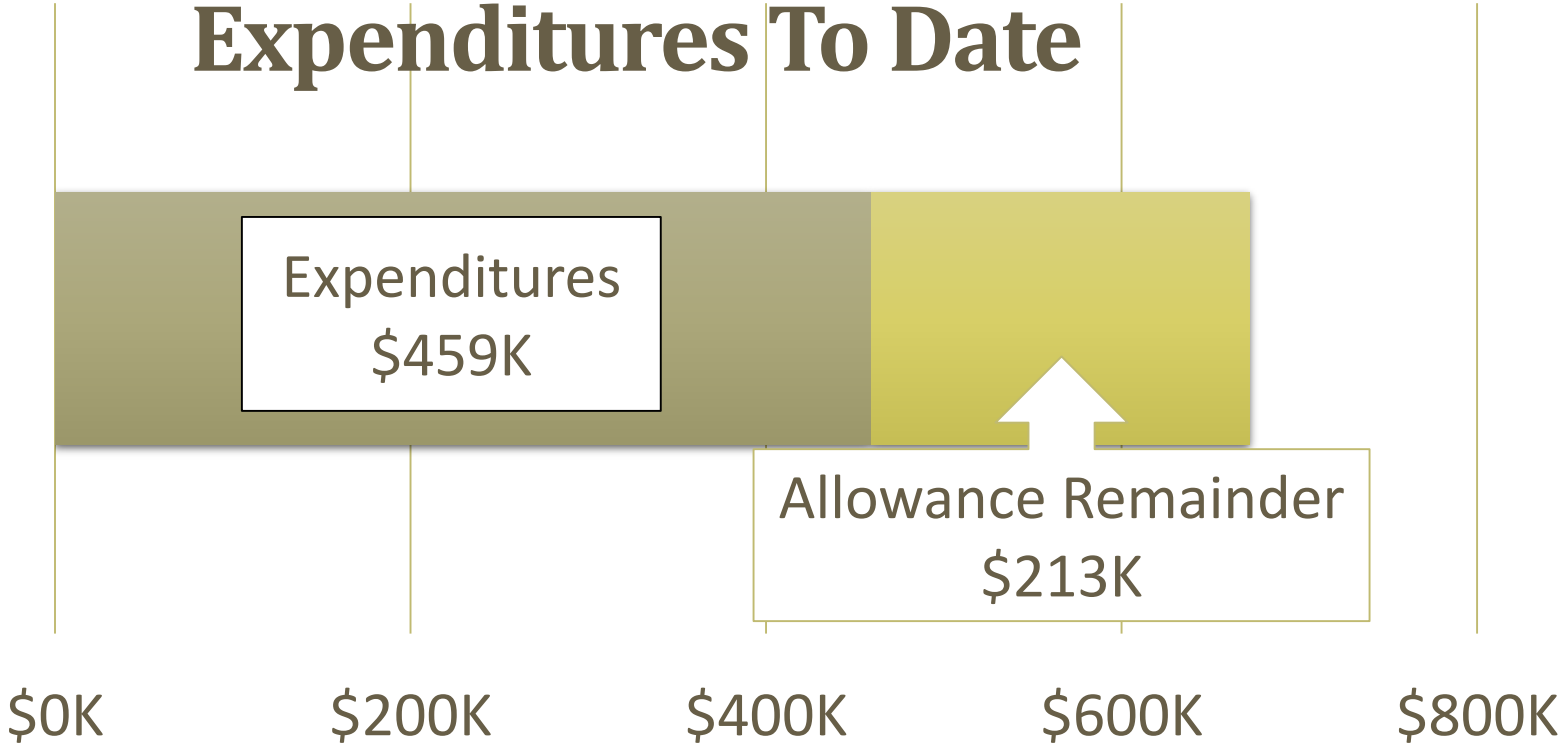 Expenditures To Date
Expenditures
$459K
Allowance Remainder
$213K
$0K $200K $400K $600K $800K